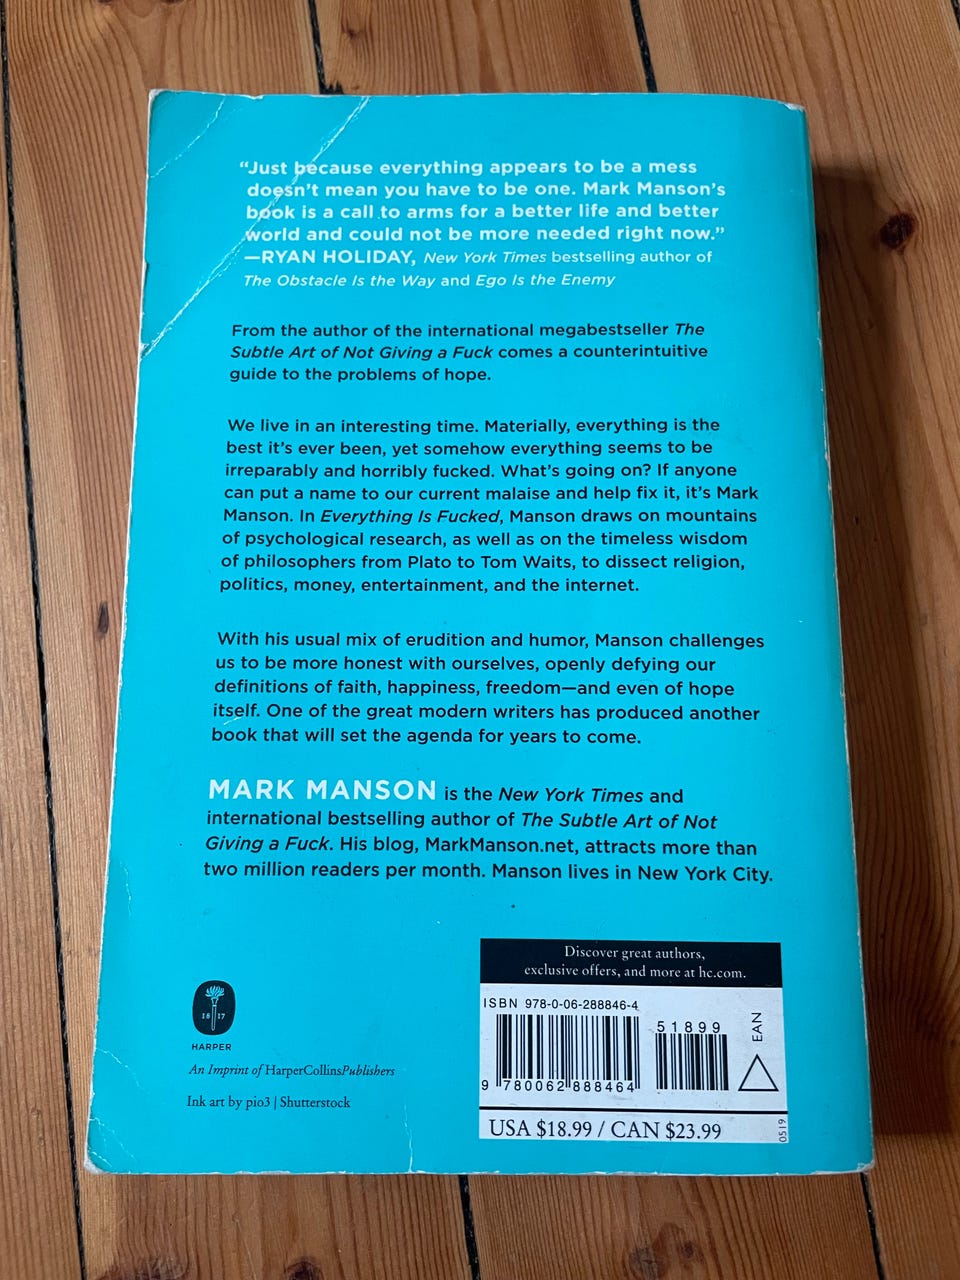 “Just because everything appears to be a mess
doesn’t mean you have to be one. Mark Manson’s
book is a call to arms for a better life and better
world and could not be more needed right now.”
—RYAN HOLIDAY, New York Times bestselling author of
The Obstacle Is the Way and Ego Is the Enemy
From the author of the international megabestseller The
Subtle Art of Not Giving a Fuck comes a counterintuitive
guide to the problems of hope.
We live in an interesting time. Materially, everything is the
best it’s ever been, yet somehow everything seems to be
irreparably and horribly fucked. What’s going on? If anyone
can put a name to our current malaise and help fix it, it’s Mark
Manson. In Everything Is Fucked, Manson draws on mountains
of psychological research, as well as on the timeless wisdom
of philosophers from Plato to Tom Waits, to dissect religion,
politics, money, entertainment, and the internet.
With his usual mix of erudition and humor, Manson challenges
us to be more honest with ourselves, openly defying our
definitions of faith, happiness, freedom—and even of hope
itself. One of the great modern writers has produced another
book that will set the agenda for years to come.
MARK MANSON is the New York Times and
international bestselling author of The Subtle Art of Not
Giving a Fuck. His blog, MarkManson.net, attracts more than
two million readers per month. Manson lives in New York City.
1817
HARPER
An Imprint of HarperCollinsPublishers
Ink art by pio3 | Shutterstock
Discover great authors,
exclusive offers, and more at hc.com.
ISBN 978-0-06-288846-4
51899
EAN
9 780062 888464
USA $18.99 / CAN $23.99
0519